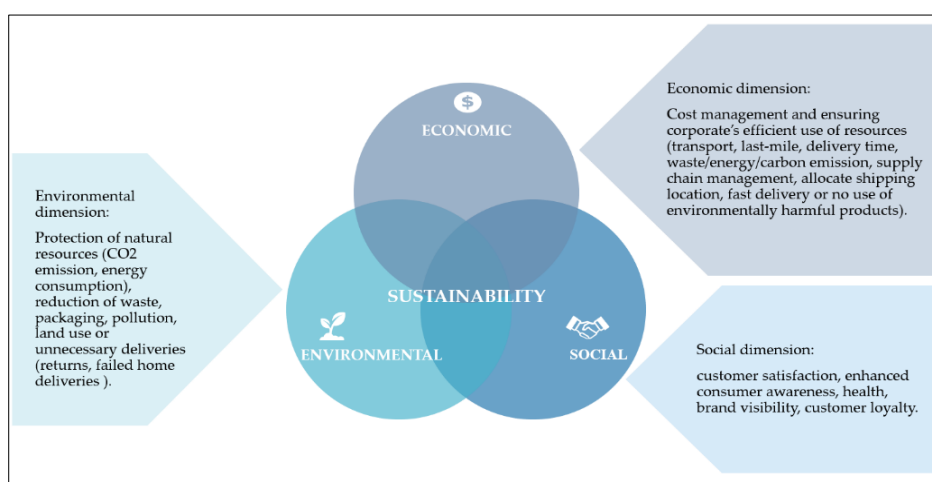 $
ECONOMIC
SUSTAINABILITY
ENVIRONMENTAL
SOCIAL
Environmental
dimension:
Protection of natural
resources (CO2
emission, energy
consumption),
reduction of waste,
packaging, pollution,
land use or
unnecessary deliveries
(returns, failed home
deliveries ).
Economic dimension:
Cost management and ensuring
corporate's efficient use of resources
(transport, last-mile, delivery time,
waste/energy/carbon emission, supply
chain management, allocate shipping
location, fast delivery or no use of
environmentally harmful products).
Social dimension:
customer satisfaction, enhanced
consumer awareness, health,
brand visibility, customer loyalty.